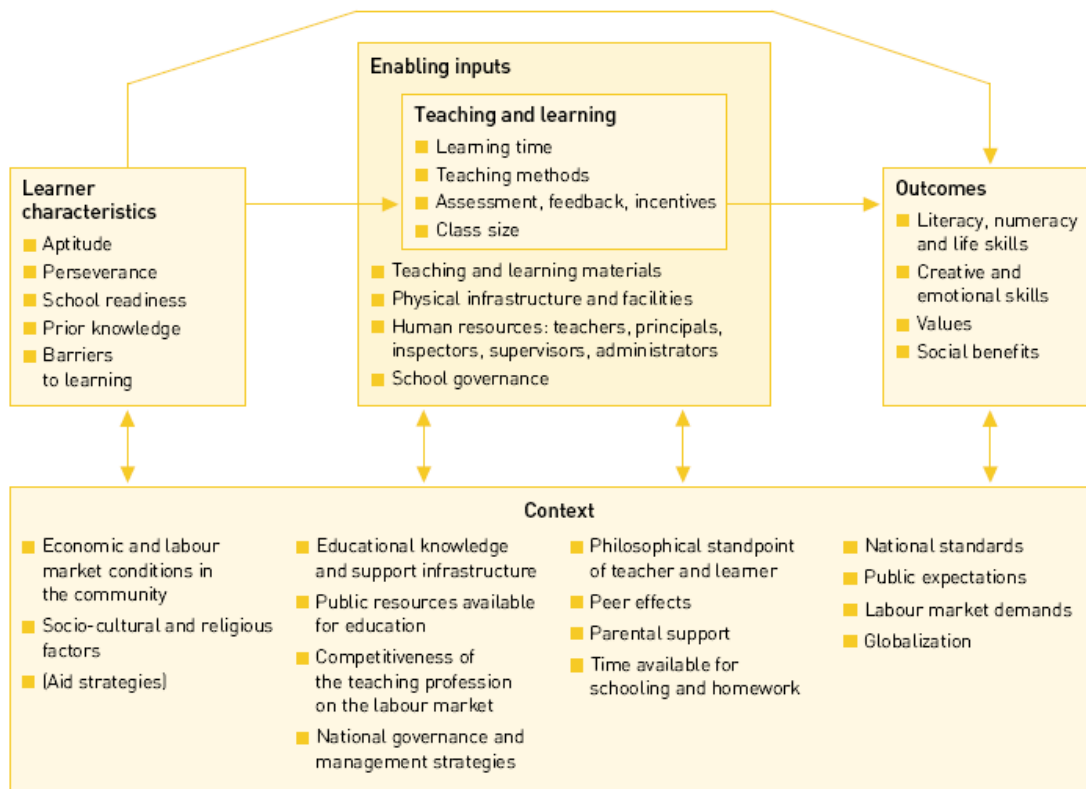 Enabling inputs
Teaching and learning
Learning time
Teaching methods
Assessment, feedback, incentives
Class size
Teaching and learning materials
Physical infrastructure and facilities
Human resources: teachers, principals,
inspectors, supervisors, administrators
School governance
Learner
characteristics
Aptitude
Perseverance
School readiness
Prior knowledge
Barriers
to learning
Outcomes
Literacy, numeracy
and life skills
Creative and
emotional skills
Values
Social benefits
Context
Economic and labour
market conditions in
the community
Socio-cultural and religious
factors
(Aid strategies)
Educational knowledge
and support infrastructure
Public resources available
for education
Competitiveness of
the teaching profession
on the labour market
National governance and
management strategies
Philosophical standpoint
of teacher and learner
Peer effects
Parental support
Time available for
schooling and homework
National standards
Public expectations
Labour market demands
Globalization